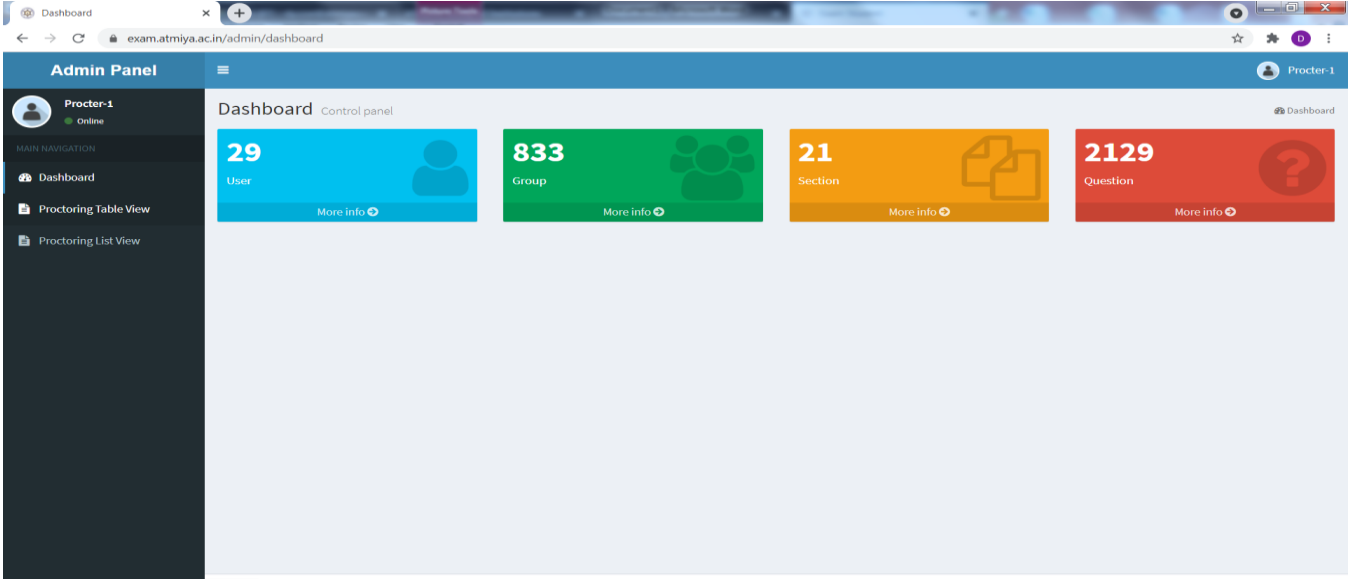 Dashboard
exam.atmiya.ac.in/admin/dashboard
D
Admin Panel
Procter-1
Procter-1
Online
Dashboard Control panel
Dashboard
MAIN NAVIGATION
Dashboard
Proctoring Table View
Proctoring List View
29
User
More info
833
Group
More info
21
Section
More info
2129
Question
More info